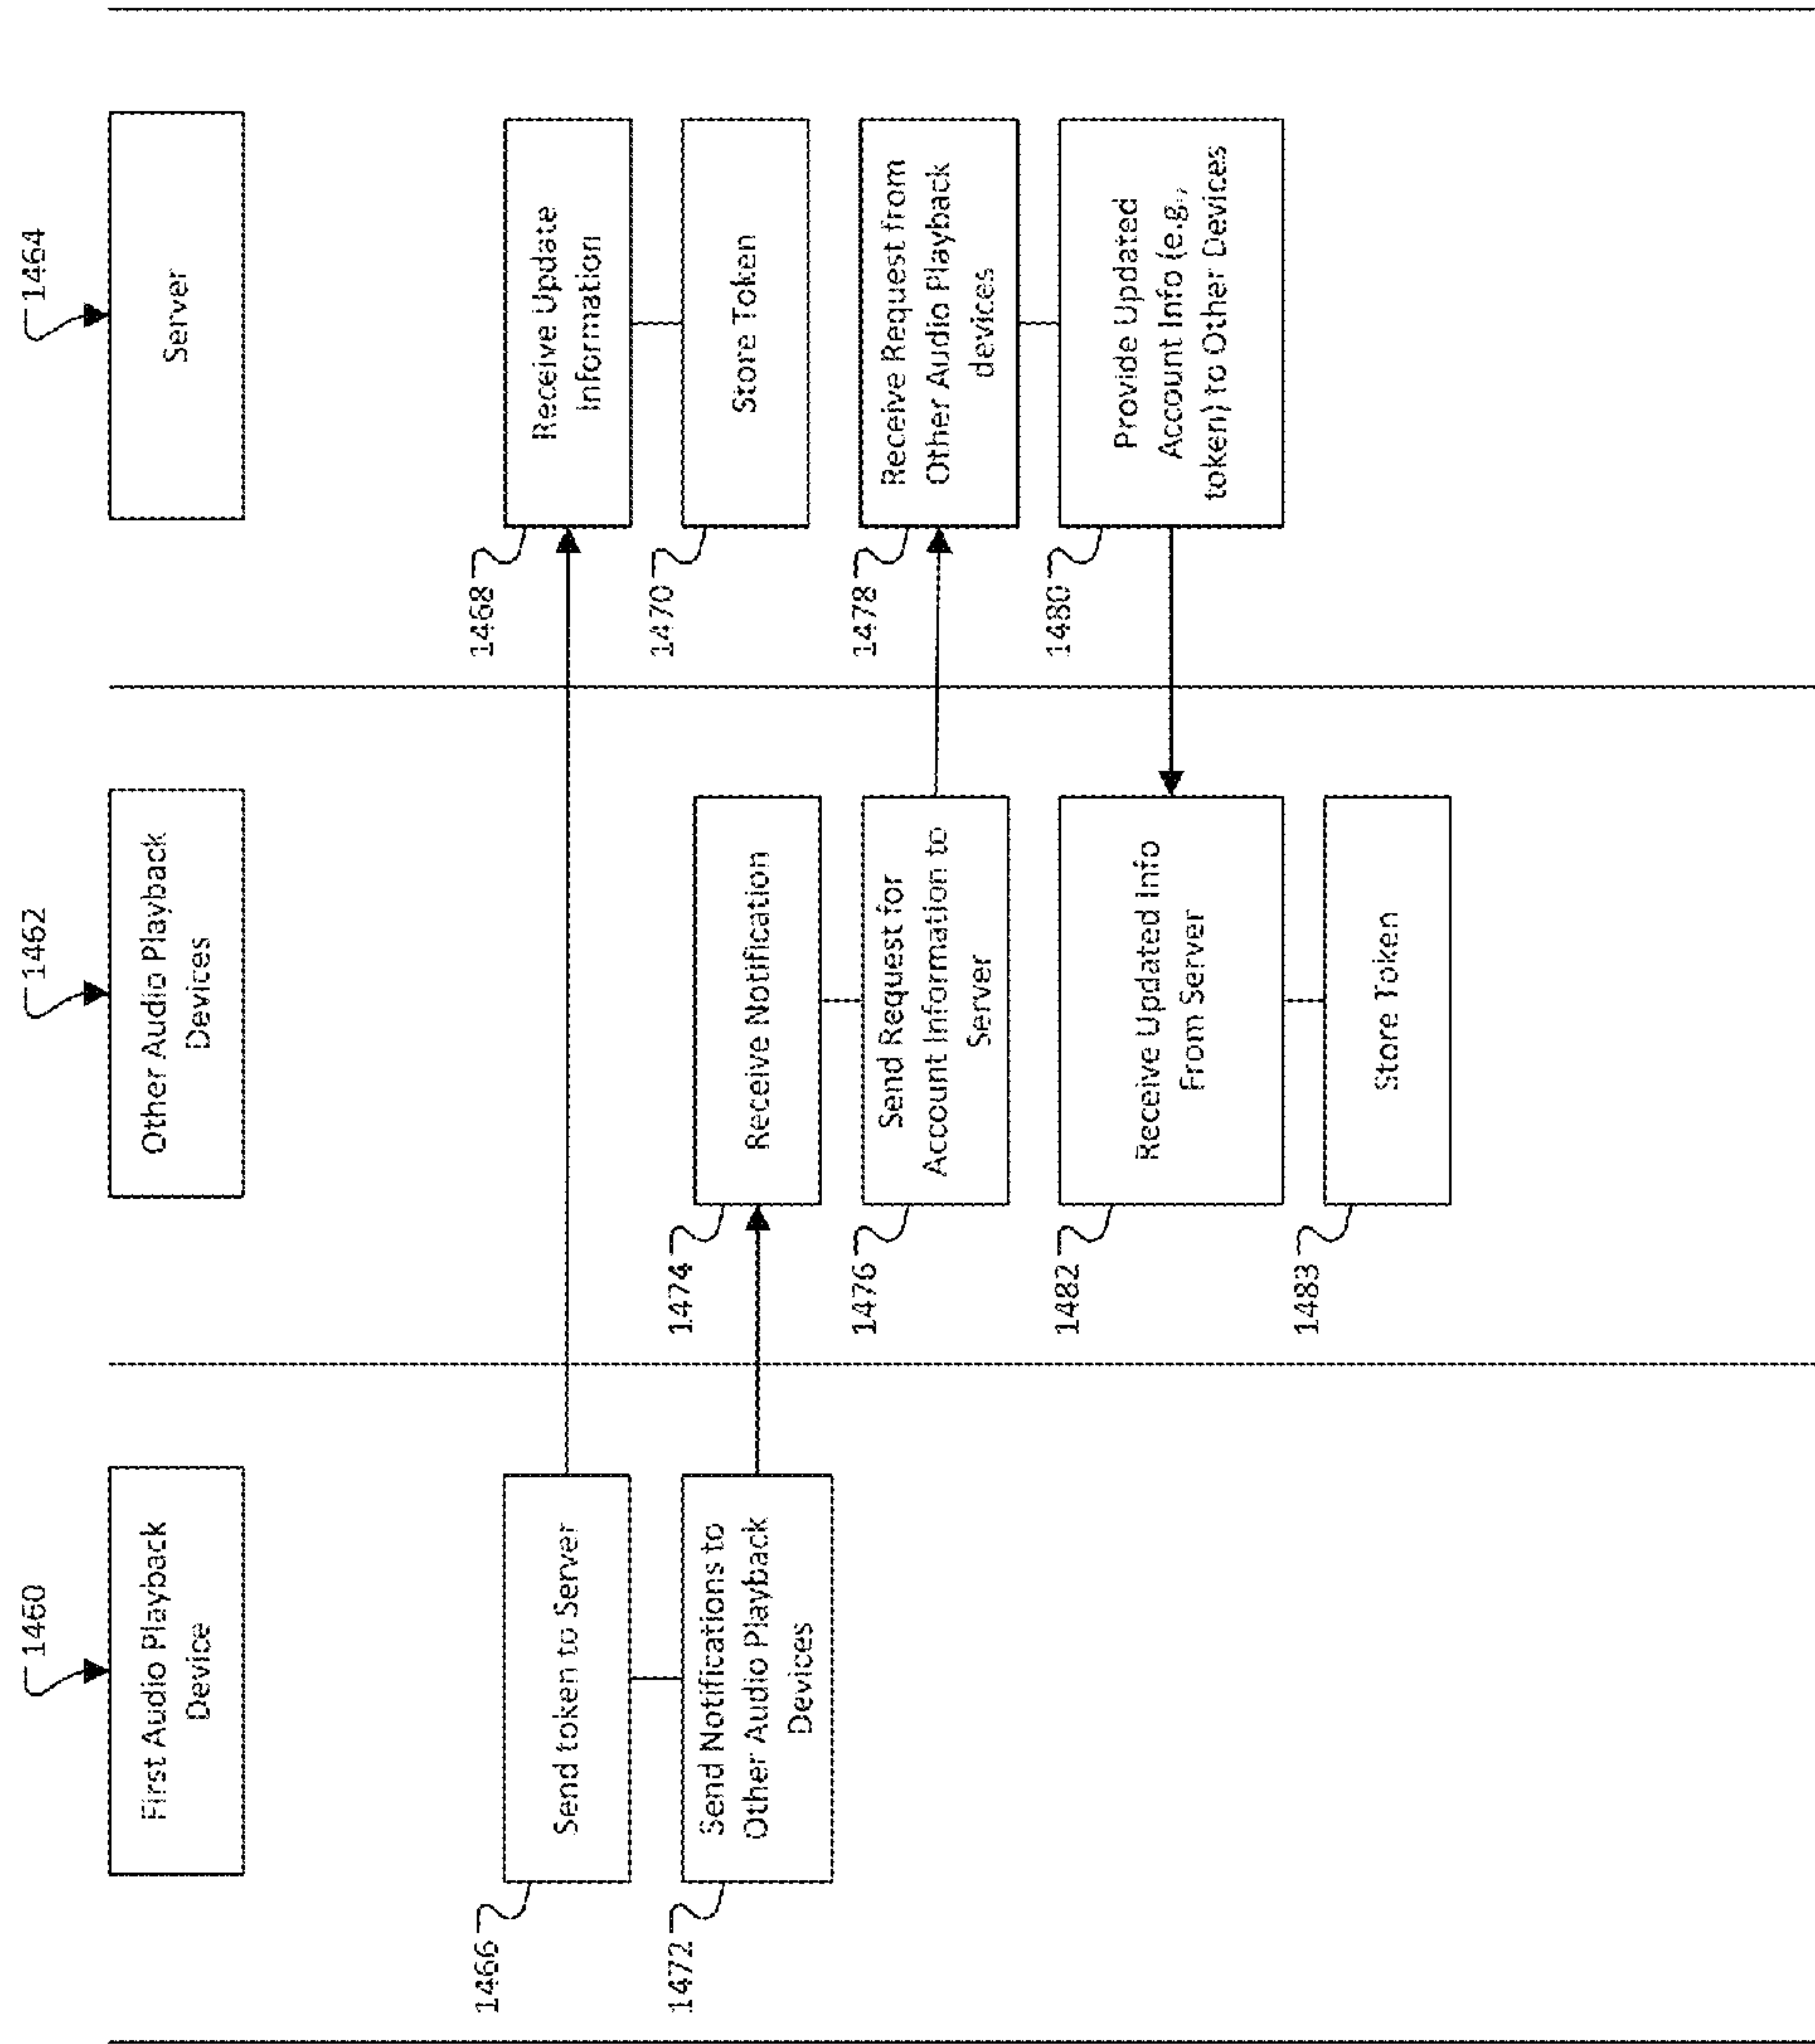 1460
First Audio Playback
Device
1462
Other Audio Playback
Devices
1464
Server
1466
Send token to Server
1468
Receive Update
Information
1472
Send Notifications to
Other Audio Playback
Devices
1470
Store Token
1474
Receive Notification
1476
Send Request for
Account Information to
Server
1478
Receive Request from
Other Audio Playback
devices
1482
Receive Updated Info
From Server
1480
Provide Updated
Account Info (e.g.,
token) to Other Devices
1483
Store Token